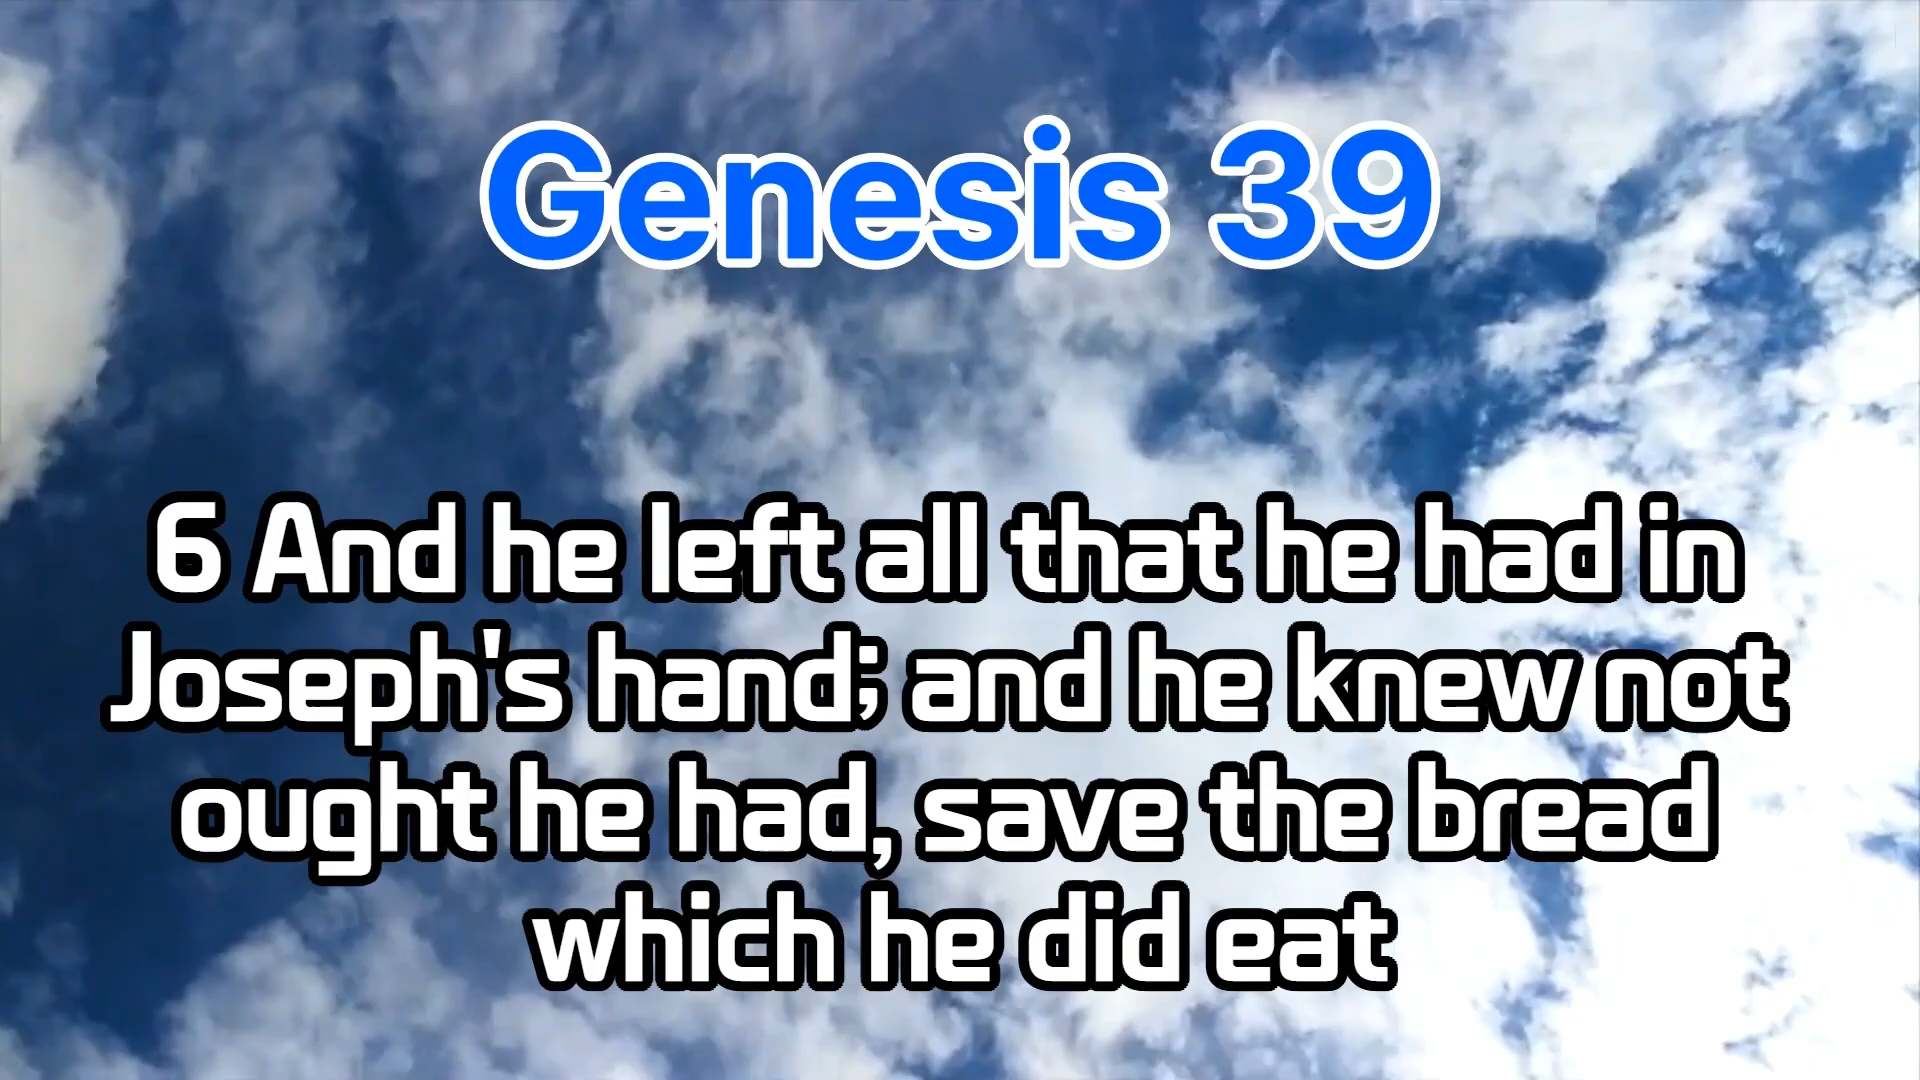 Genesis 39
6 And he left all that he had in
Joseph's hand; and he knew not
ought he had, save the bread
which he did eat